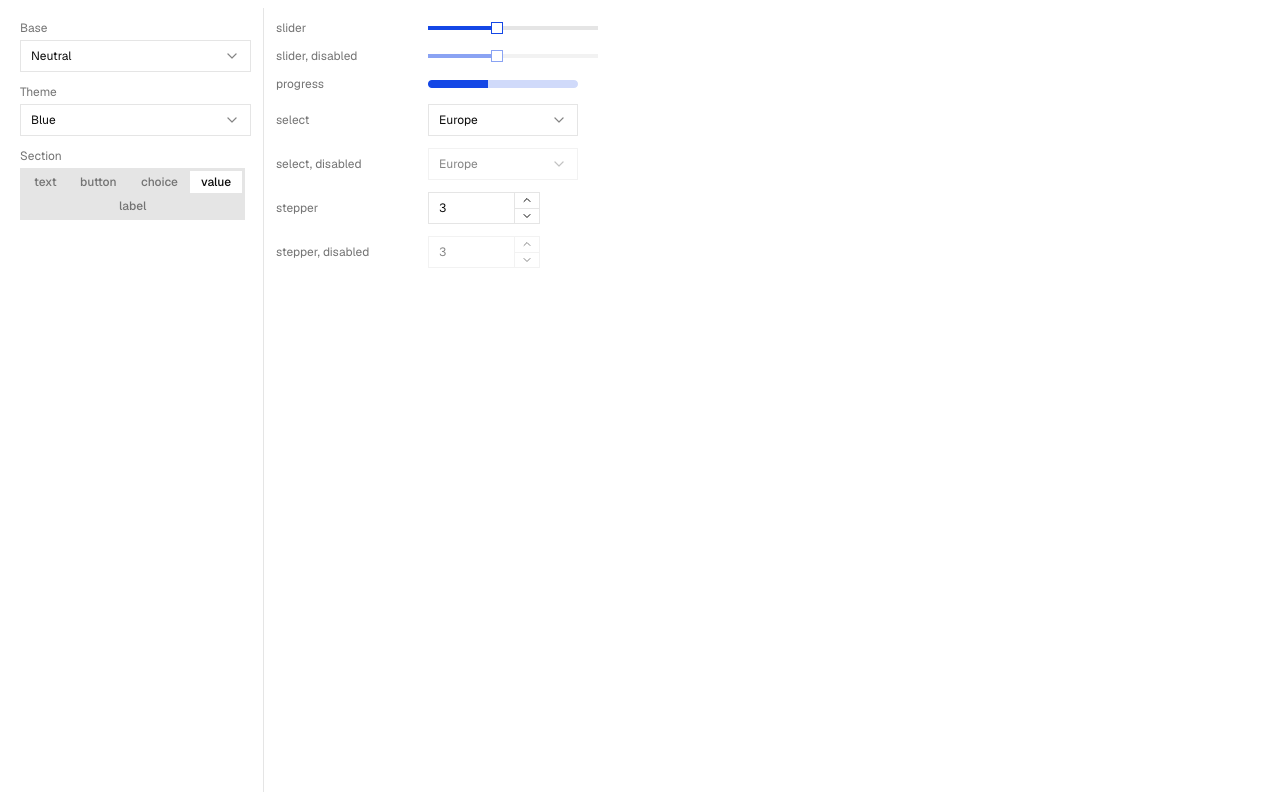 Base
Neutral
Theme
Blue
Section
text button choice value
label
slider
slider, disabled
progress
select Europe
select, disabled Europe
stepper 3
stepper, disabled 3